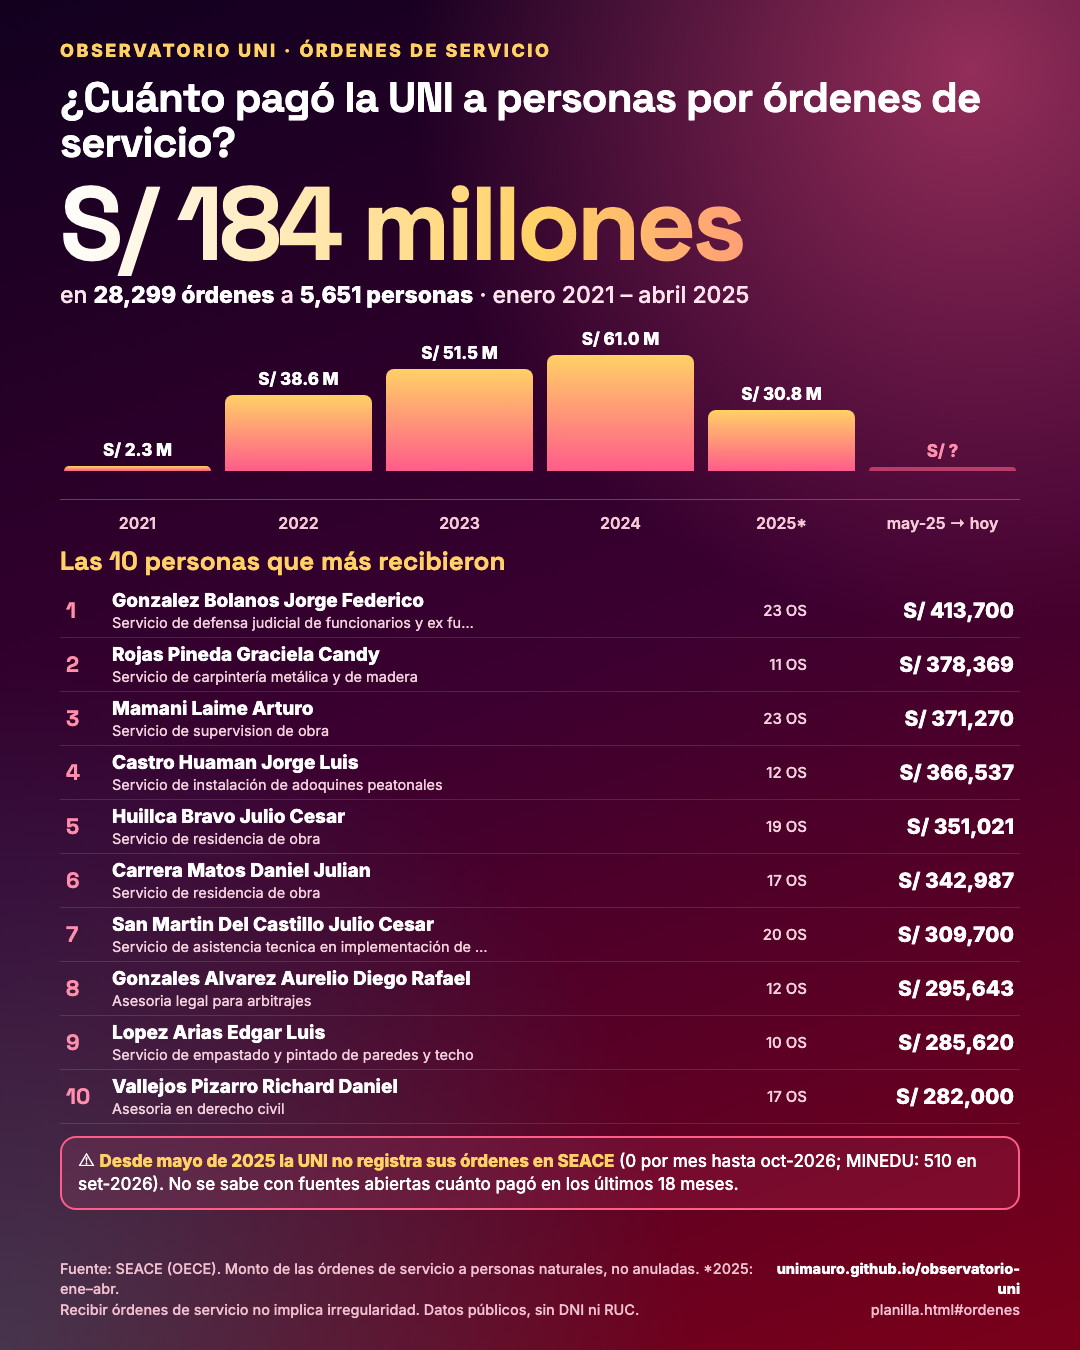 OBSERVATORIO UNI · ÓRDENES DE SERVICIO
¿Cuánto pagó la UNI a personas por órdenes de
servicio?
S/ 184 millones
en 28,299 órdenes a 5,651 personas · enero 2021 – abril 2025
S/ 2.3 M
S/ 38.6 M
S/ 51.5 M
S/ 61.0 M
S/ 30.8 M
S/ ?
2021
2022
2023
2024
2025*
may-25 → hoy
Las 10 personas que más recibieron
1 Gonzalez Bolanos Jorge Federico 23 OS S/ 413,700
Servicio de defensa judicial de funcionarios y ex fu...
2 Rojas Pineda Graciela Candy 11 OS S/ 378,369
Servicio de carpintería metálica y de madera
3 Mamani Laime Arturo 23 OS S/ 371,270
Servicio de supervision de obra
4 Castro Huaman Jorge Luis 12 OS S/ 366,537
Servicio de instalación de adoquines peatonales
5 Huillca Bravo Julio Cesar 19 OS S/ 351,021
Servicio de residencia de obra
6 Carrera Matos Daniel Julian 17 OS S/ 342,987
Servicio de residencia de obra
7 San Martin Del Castillo Julio Cesar 20 OS S/ 309,700
Servicio de asistencia tecnica en implementación de ...
8 Gonzales Alvarez Aurelio Diego Rafael 12 OS S/ 295,643
Asesoria legal para arbitrajes
9 Lopez Arias Edgar Luis 10 OS S/ 285,620
Servicio de empastado y pintado de paredes y techo
10 Vallejos Pizarro Richard Daniel 17 OS S/ 282,000
Asesoria en derecho civil
⚠ Desde mayo de 2025 la UNI no registra sus órdenes en SEACE (0 por mes hasta oct-2026; MINEDU: 510 en
set-2026). No se sabe con fuentes abiertas cuánto pagó en los últimos 18 meses.
Fuente: SEACE (OECE). Monto de las órdenes de servicio a personas naturales, no anuladas. *2025:
ene–abr.
Recibir órdenes de servicio no implica irregularidad. Datos públicos, sin DNI ni RUC.
unimauro.github.io/observatorio-
uni
planilla.html#ordenes